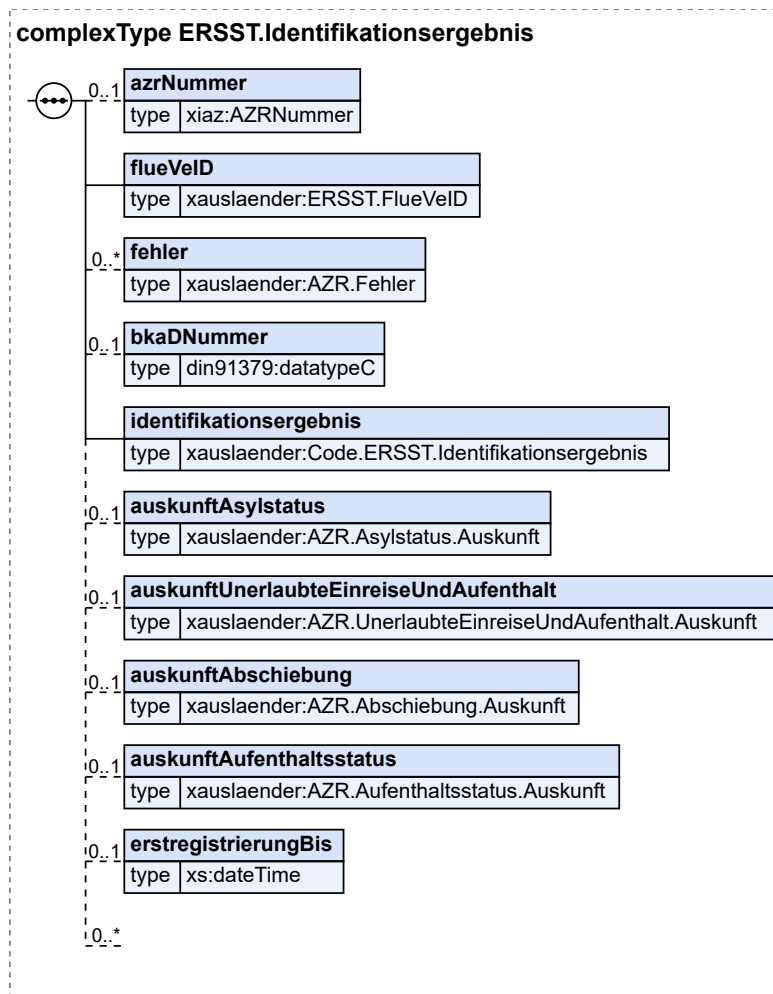 complexType ERSST.Identifikationsergebnis
0..1 azrNummer
type xiaz:AZRNummer
flueVeID
type xauslaender:ERSST.FlueVeID
0..* fehler
type xauslaender:AZR.Fehler
0..1 bkaDNummer
type din91379:datatypeC
identifikationsergebnis
type xauslaender:Code.ERSST.Identifikationsergebnis
0..1 auskunftAsylstatus
type xauslaender:AZR.Asylstatus.Auskunft
0..1 auskunftUnerlaubteEinreiseUndAufenthalt
type xauslaender:AZR.UnerlaubteEinreiseUndAufenthalt.Auskunft
0..1 auskunftAbschiebung
type xauslaender:AZR.Abschiebung.Auskunft
0..1 auskunftAufenthaltsstatus
type xauslaender:AZR.Aufenthaltsstatus.Auskunft
0..1 erstregistrierungBis
type xs:dateTime
0..*